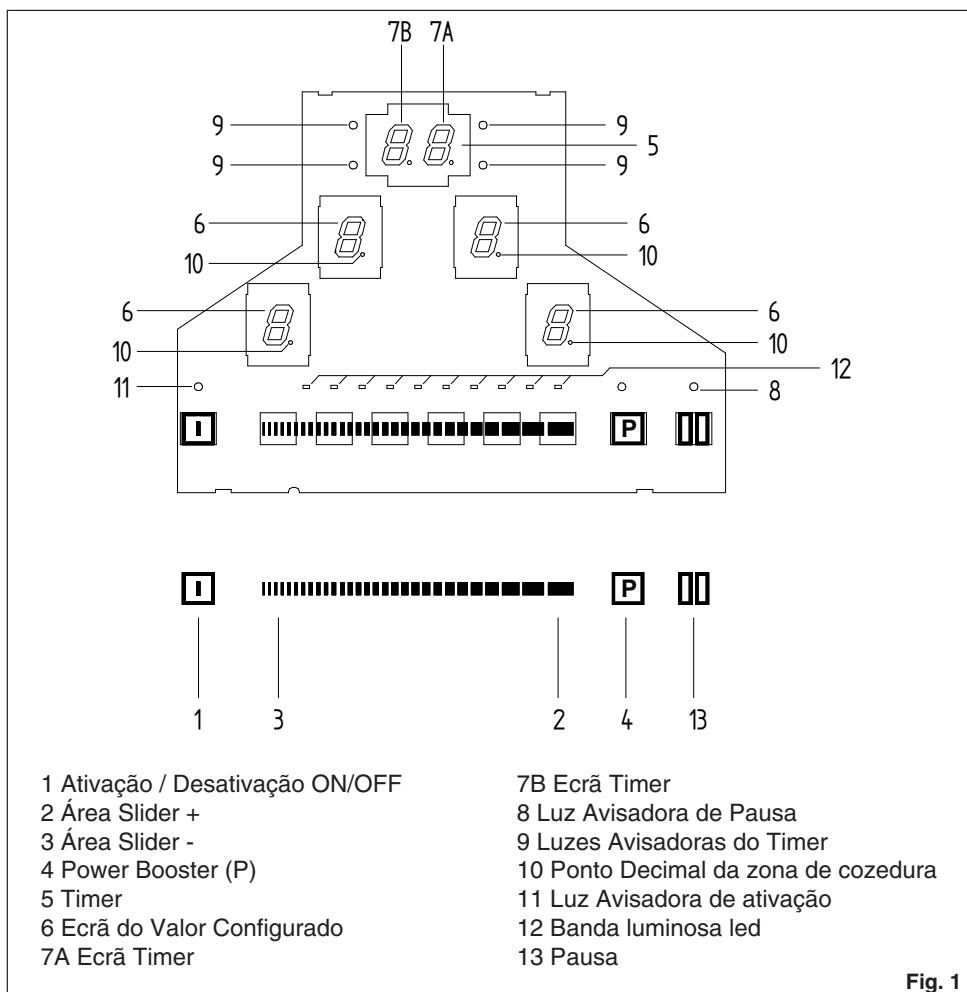 7B 7A
9 9
5
9 9
6 6
10 10
6 6
10 10
12
11 8
P
P
1 3 2 4 13
1 Ativação / Desativação ON/OFF
2 Área Slider +
3 Área Slider -
4 Power Booster (P)
5 Timer
6 Ecrã do Valor Configurado
7A Ecrã Timer
7B Ecrã Timer
8 Luz Avisadora de Pausa
9 Luzes Avisadoras do Timer
10 Ponto Decimal da zona de cozedura
11 Luz Avisadora de ativação
12 Banda luminosa led
13 Pausa
Fig. 1